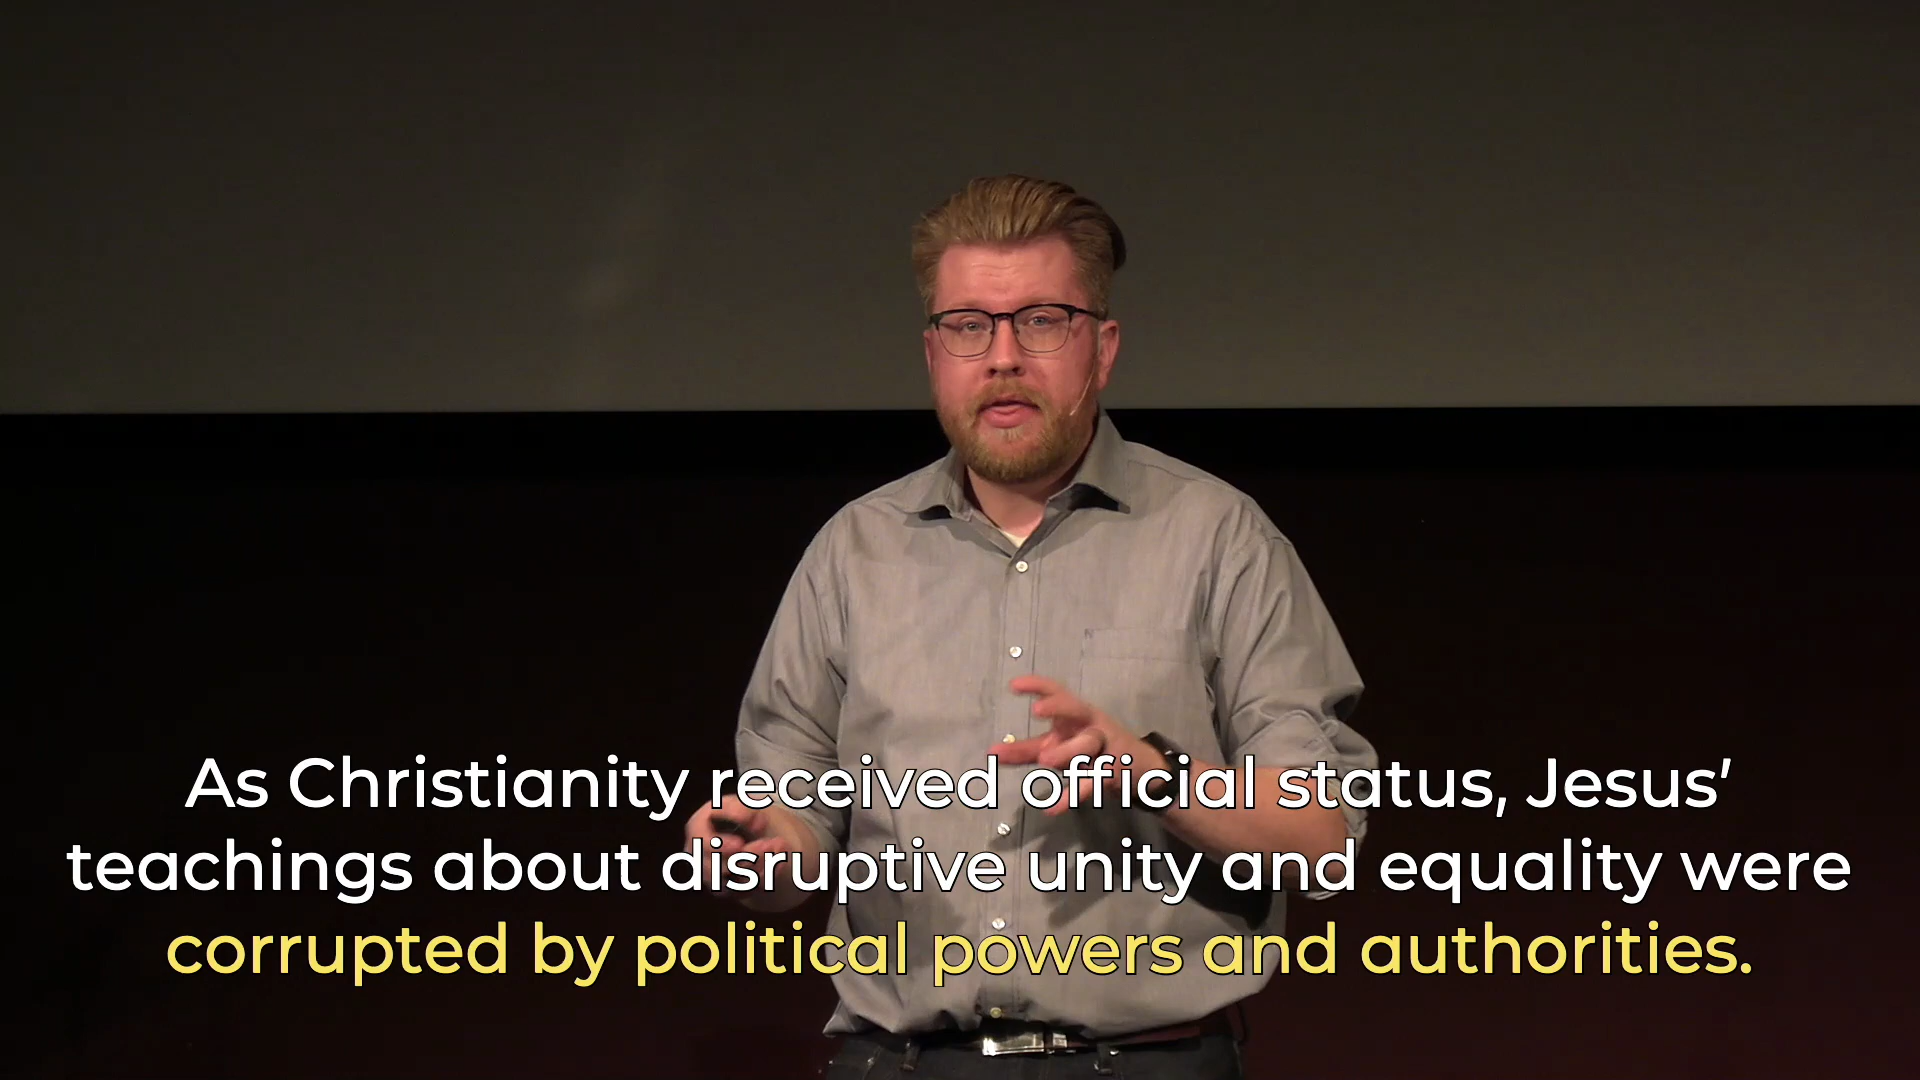 As Christianity received official status, Jesus’
teachings about disruptive unity and equality were
corrupted by political powers and authorities.